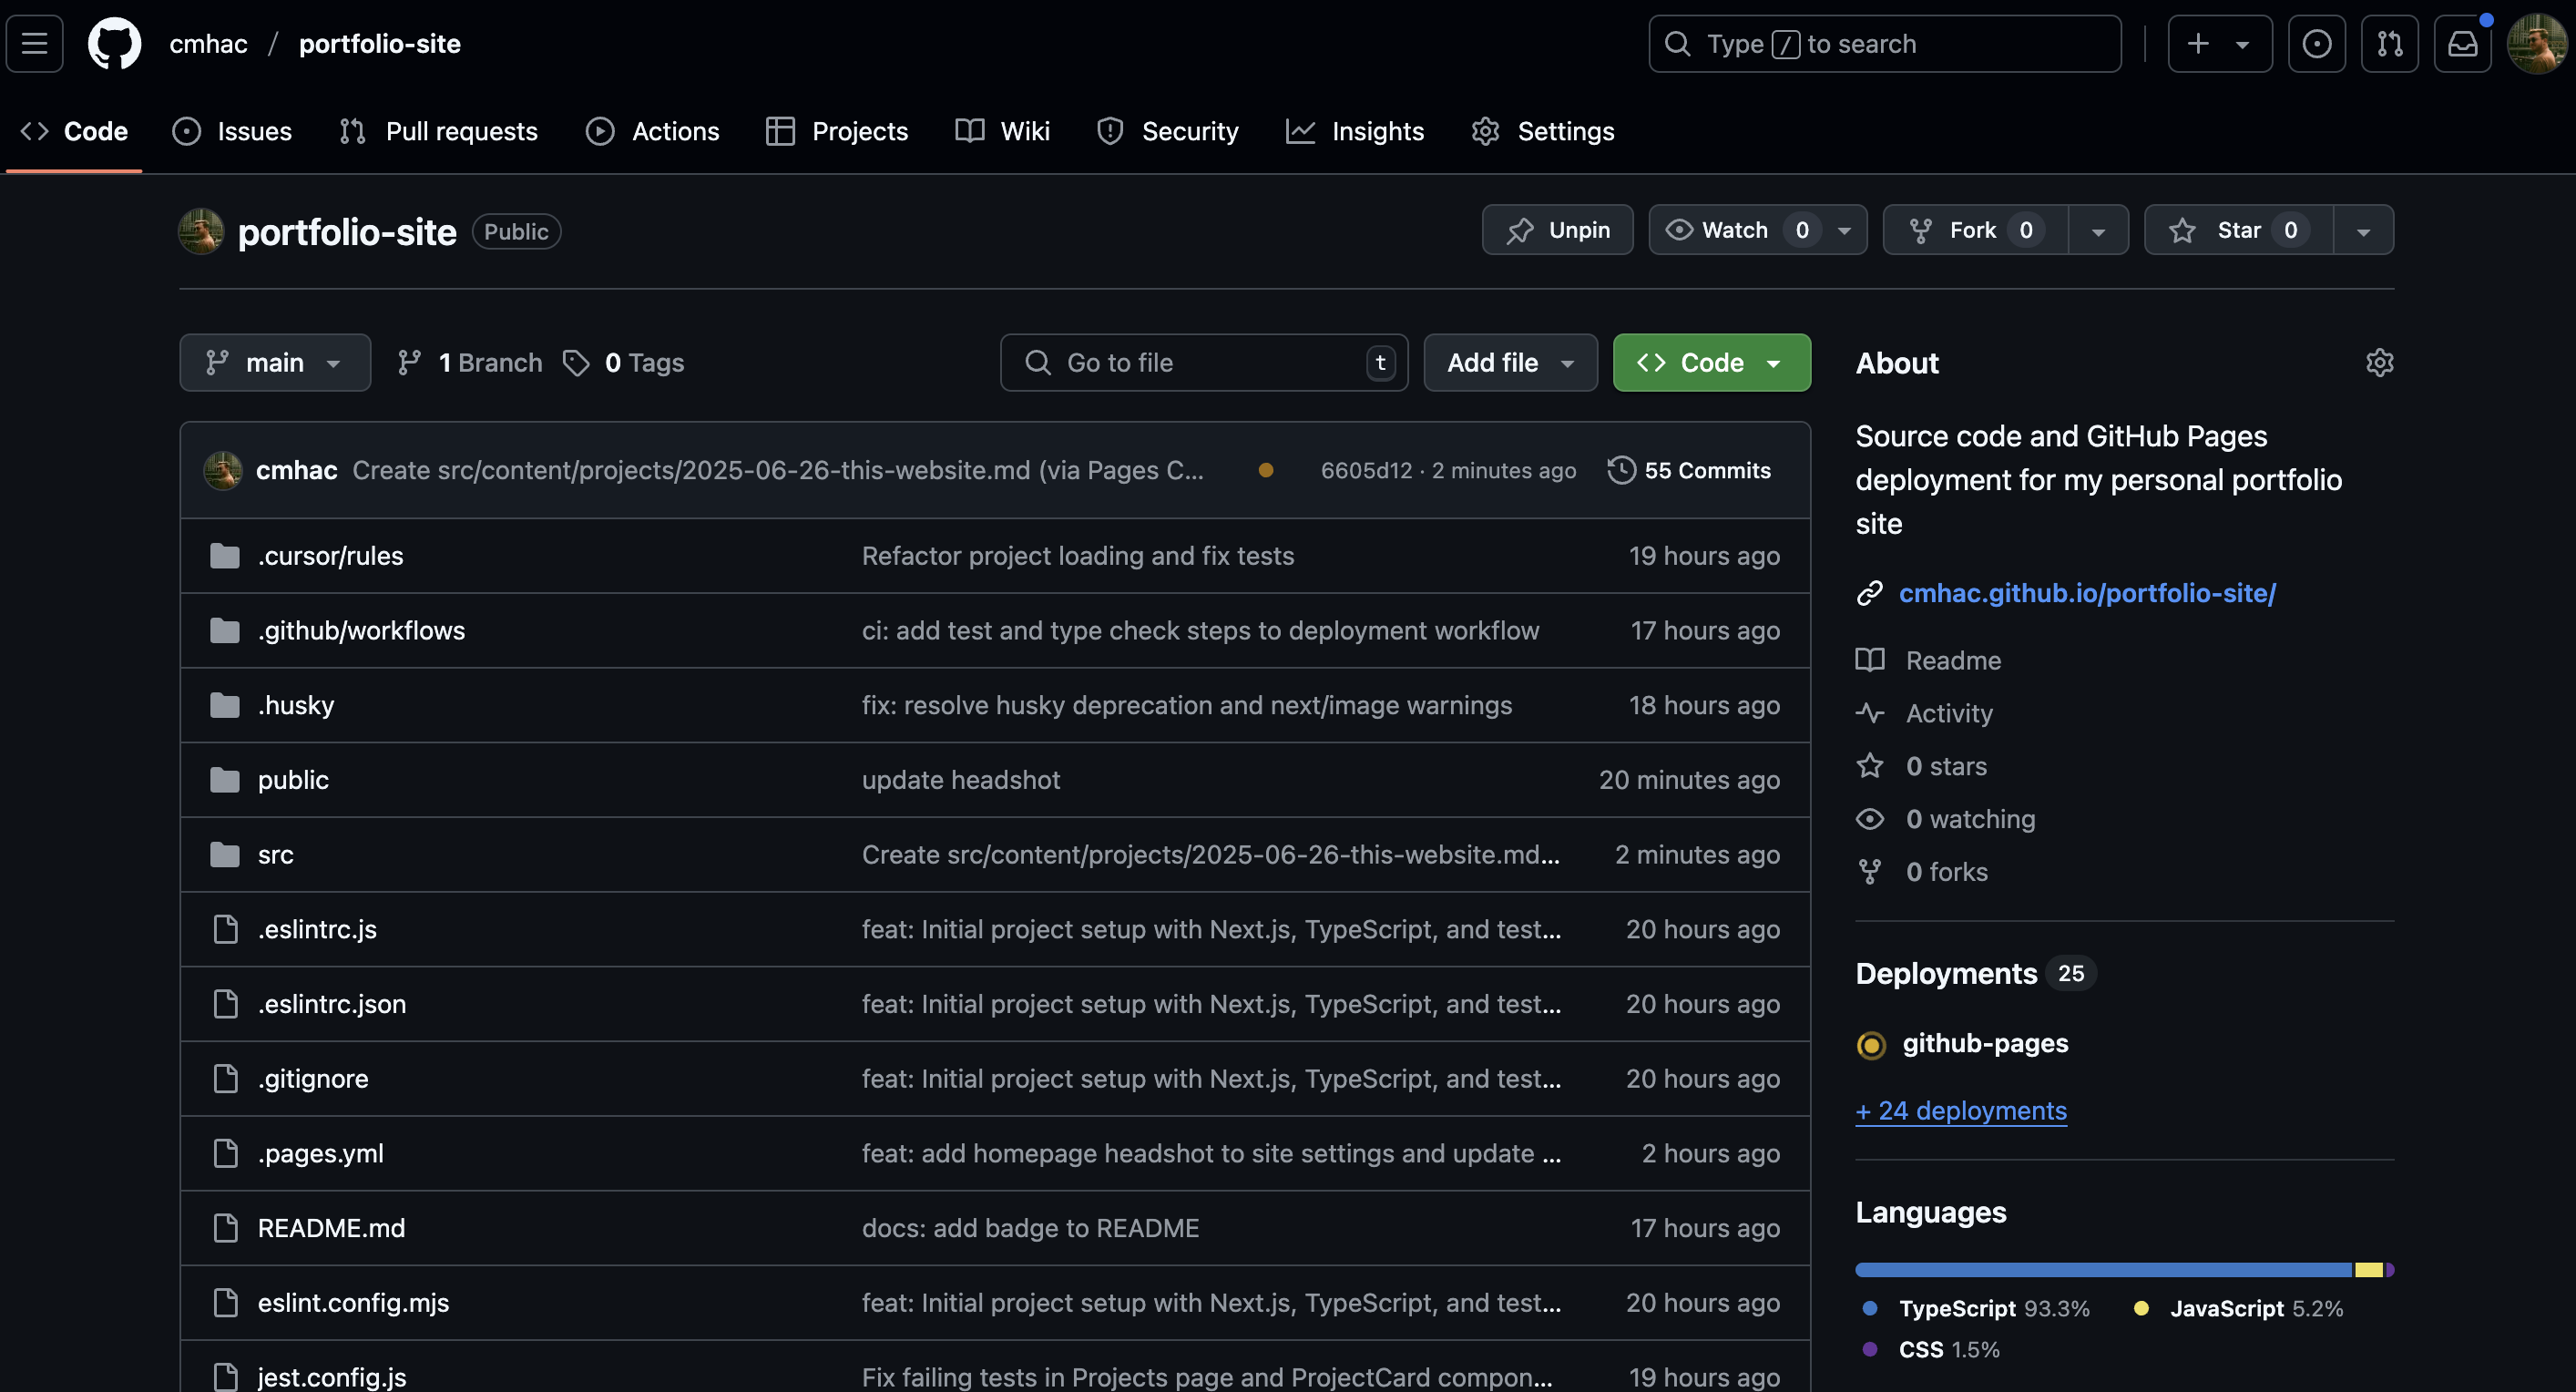 cmhac / portfolio-site
Type / to search
Code Issues Pull requests Actions Projects Wiki Security Insights Settings
portfolio-site Public
Unpin Watch 0 Fork 0 Star 0
main 1 Branch 0 Tags
Go to file t Add file Code
cmhac Create src/content/projects/2025-06-26-this-website.md (via Pages C... 6605d12 · 2 minutes ago 55 Commits
.cursor/rules Refactor project loading and fix tests 19 hours ago
.github/workflows ci: add test and type check steps to deployment workflow 17 hours ago
.husky fix: resolve husky deprecation and next/image warnings 18 hours ago
public update headshot 20 minutes ago
src Create src/content/projects/2025-06-26-this-website.md... 2 minutes ago
.eslintrc.js feat: Initial project setup with Next.js, TypeScript, and test... 20 hours ago
.eslintrc.json feat: Initial project setup with Next.js, TypeScript, and test... 20 hours ago
.gitignore feat: Initial project setup with Next.js, TypeScript, and test... 20 hours ago
.pages.yml feat: add homepage headshot to site settings and update ... 2 hours ago
README.md docs: add badge to README 17 hours ago
eslint.config.mjs feat: Initial project setup with Next.js, TypeScript, and test... 20 hours ago
jest.config.js Fix failing tests in Projects page and ProjectCard compon... 19 hours ago
About
Source code and GitHub Pages
deployment for my personal portfolio
site
cmhac.github.io/portfolio-site/
Readme
Activity
0 stars
0 watching
0 forks
Deployments 25
github-pages
+ 24 deployments
Languages
TypeScript 93.3% JavaScript 5.2%
CSS 1.5%